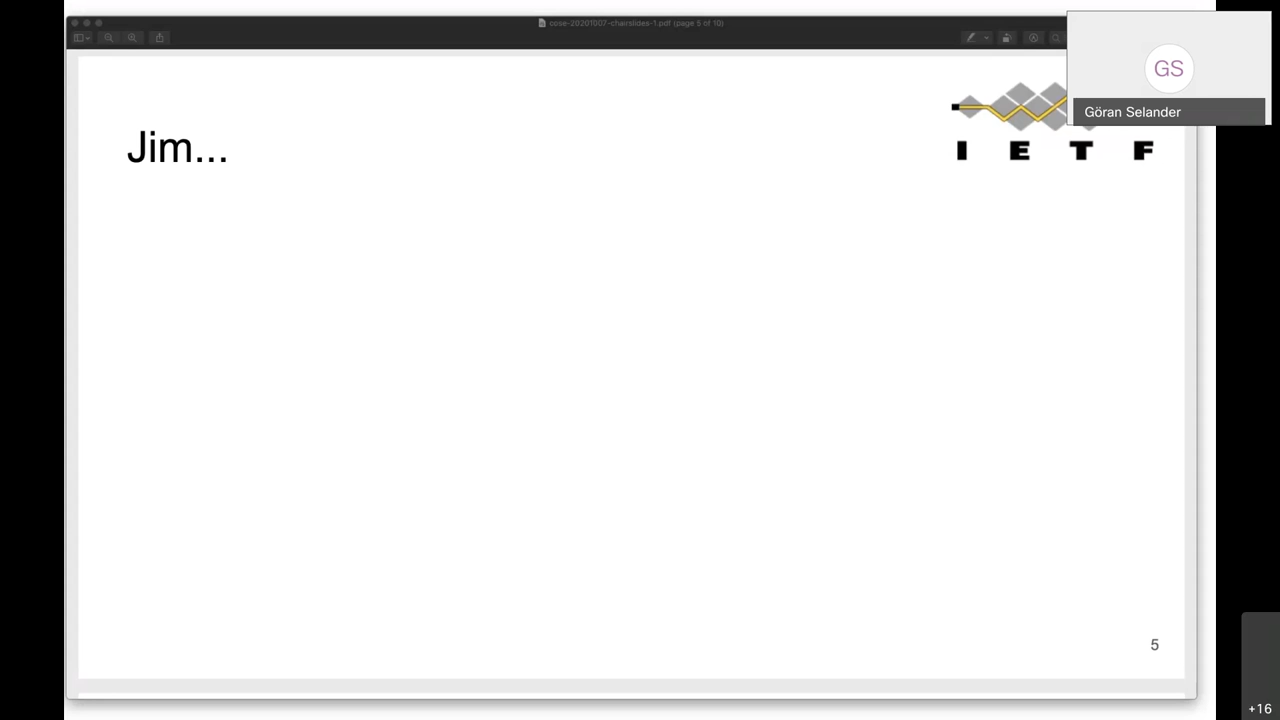 cose-20201007-chairslides-1.pdf (page 5 of 10)
GS
Göran Selander
Jim...
I E T F
5
+16